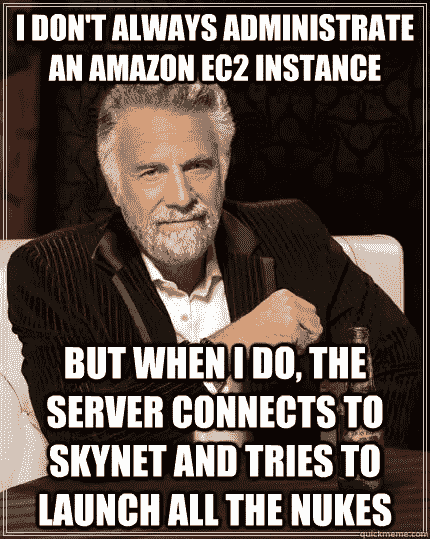 I DON'T ALWAYS ADMINISTRATE
AN AMAZON EC2 INSTANCE
BUT WHEN I DO, THE
SERVER CONNECTS TO
SKYNET AND TRIES TO
LAUNCH ALL THE NUKES
quickmeme.com